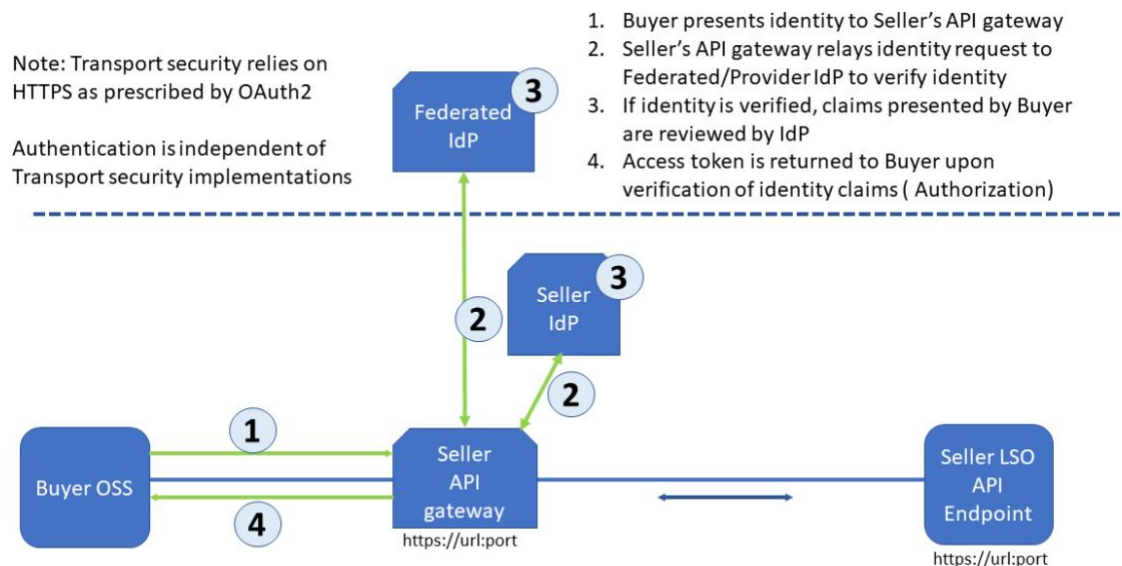 Note: Transport security relies on
HTTPS as prescribed by OAuth2
Authentication is independent of
Transport security implementations
1. Buyer presents identity to Seller's API gateway
2. Seller's API gateway relays identity request to
Federated/Provider IdP to verify identity
3. If identity is verified, claims presented by Buyer
are reviewed by IdP
4. Access token is returned to Buyer upon
verification of identity claims ( Authorization)
3
Federated
IdP
3
Seller
IdP
2
2
1
Buyer OSS
4
Seller
API
gateway
https://url:port
Seller LSO
API
Endpoint
https://url:port